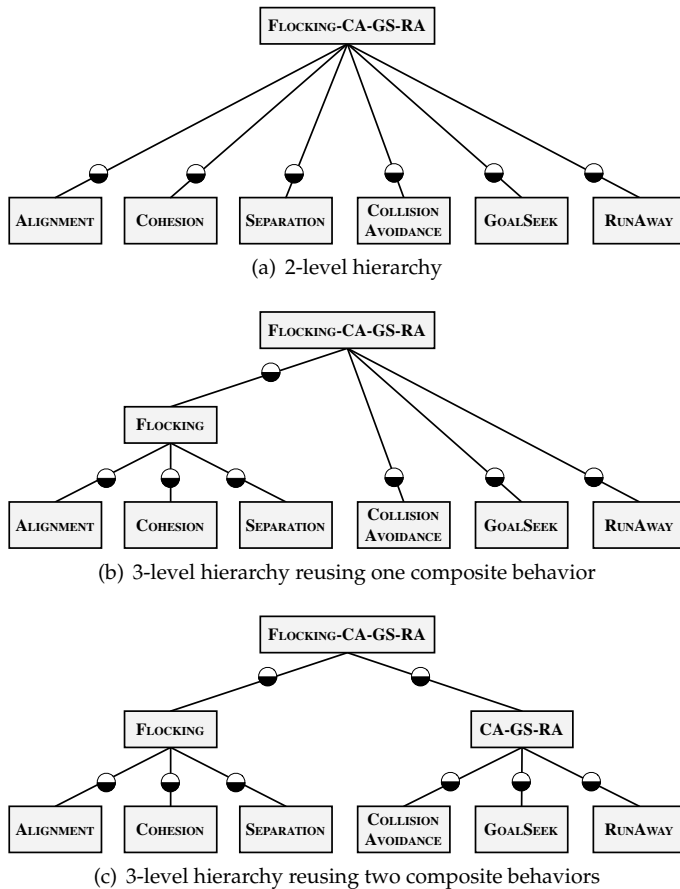 FLOCKING-CA-GS-RA
ALIGNMENT COHESION SEPARATION COLLISION AVOIDANCE GOALSEEK RUNAWAY
(a) 2-level hierarchy
FLOCKING-CA-GS-RA
FLOCKING
ALIGNMENT COHESION SEPARATION COLLISION AVOIDANCE GOALSEEK RUNAWAY
(b) 3-level hierarchy reusing one composite behavior
FLOCKING-CA-GS-RA
FLOCKING CA-GS-RA
ALIGNMENT COHESION SEPARATION COLLISION AVOIDANCE GOALSEEK RUNAWAY
(c) 3-level hierarchy reusing two composite behaviors